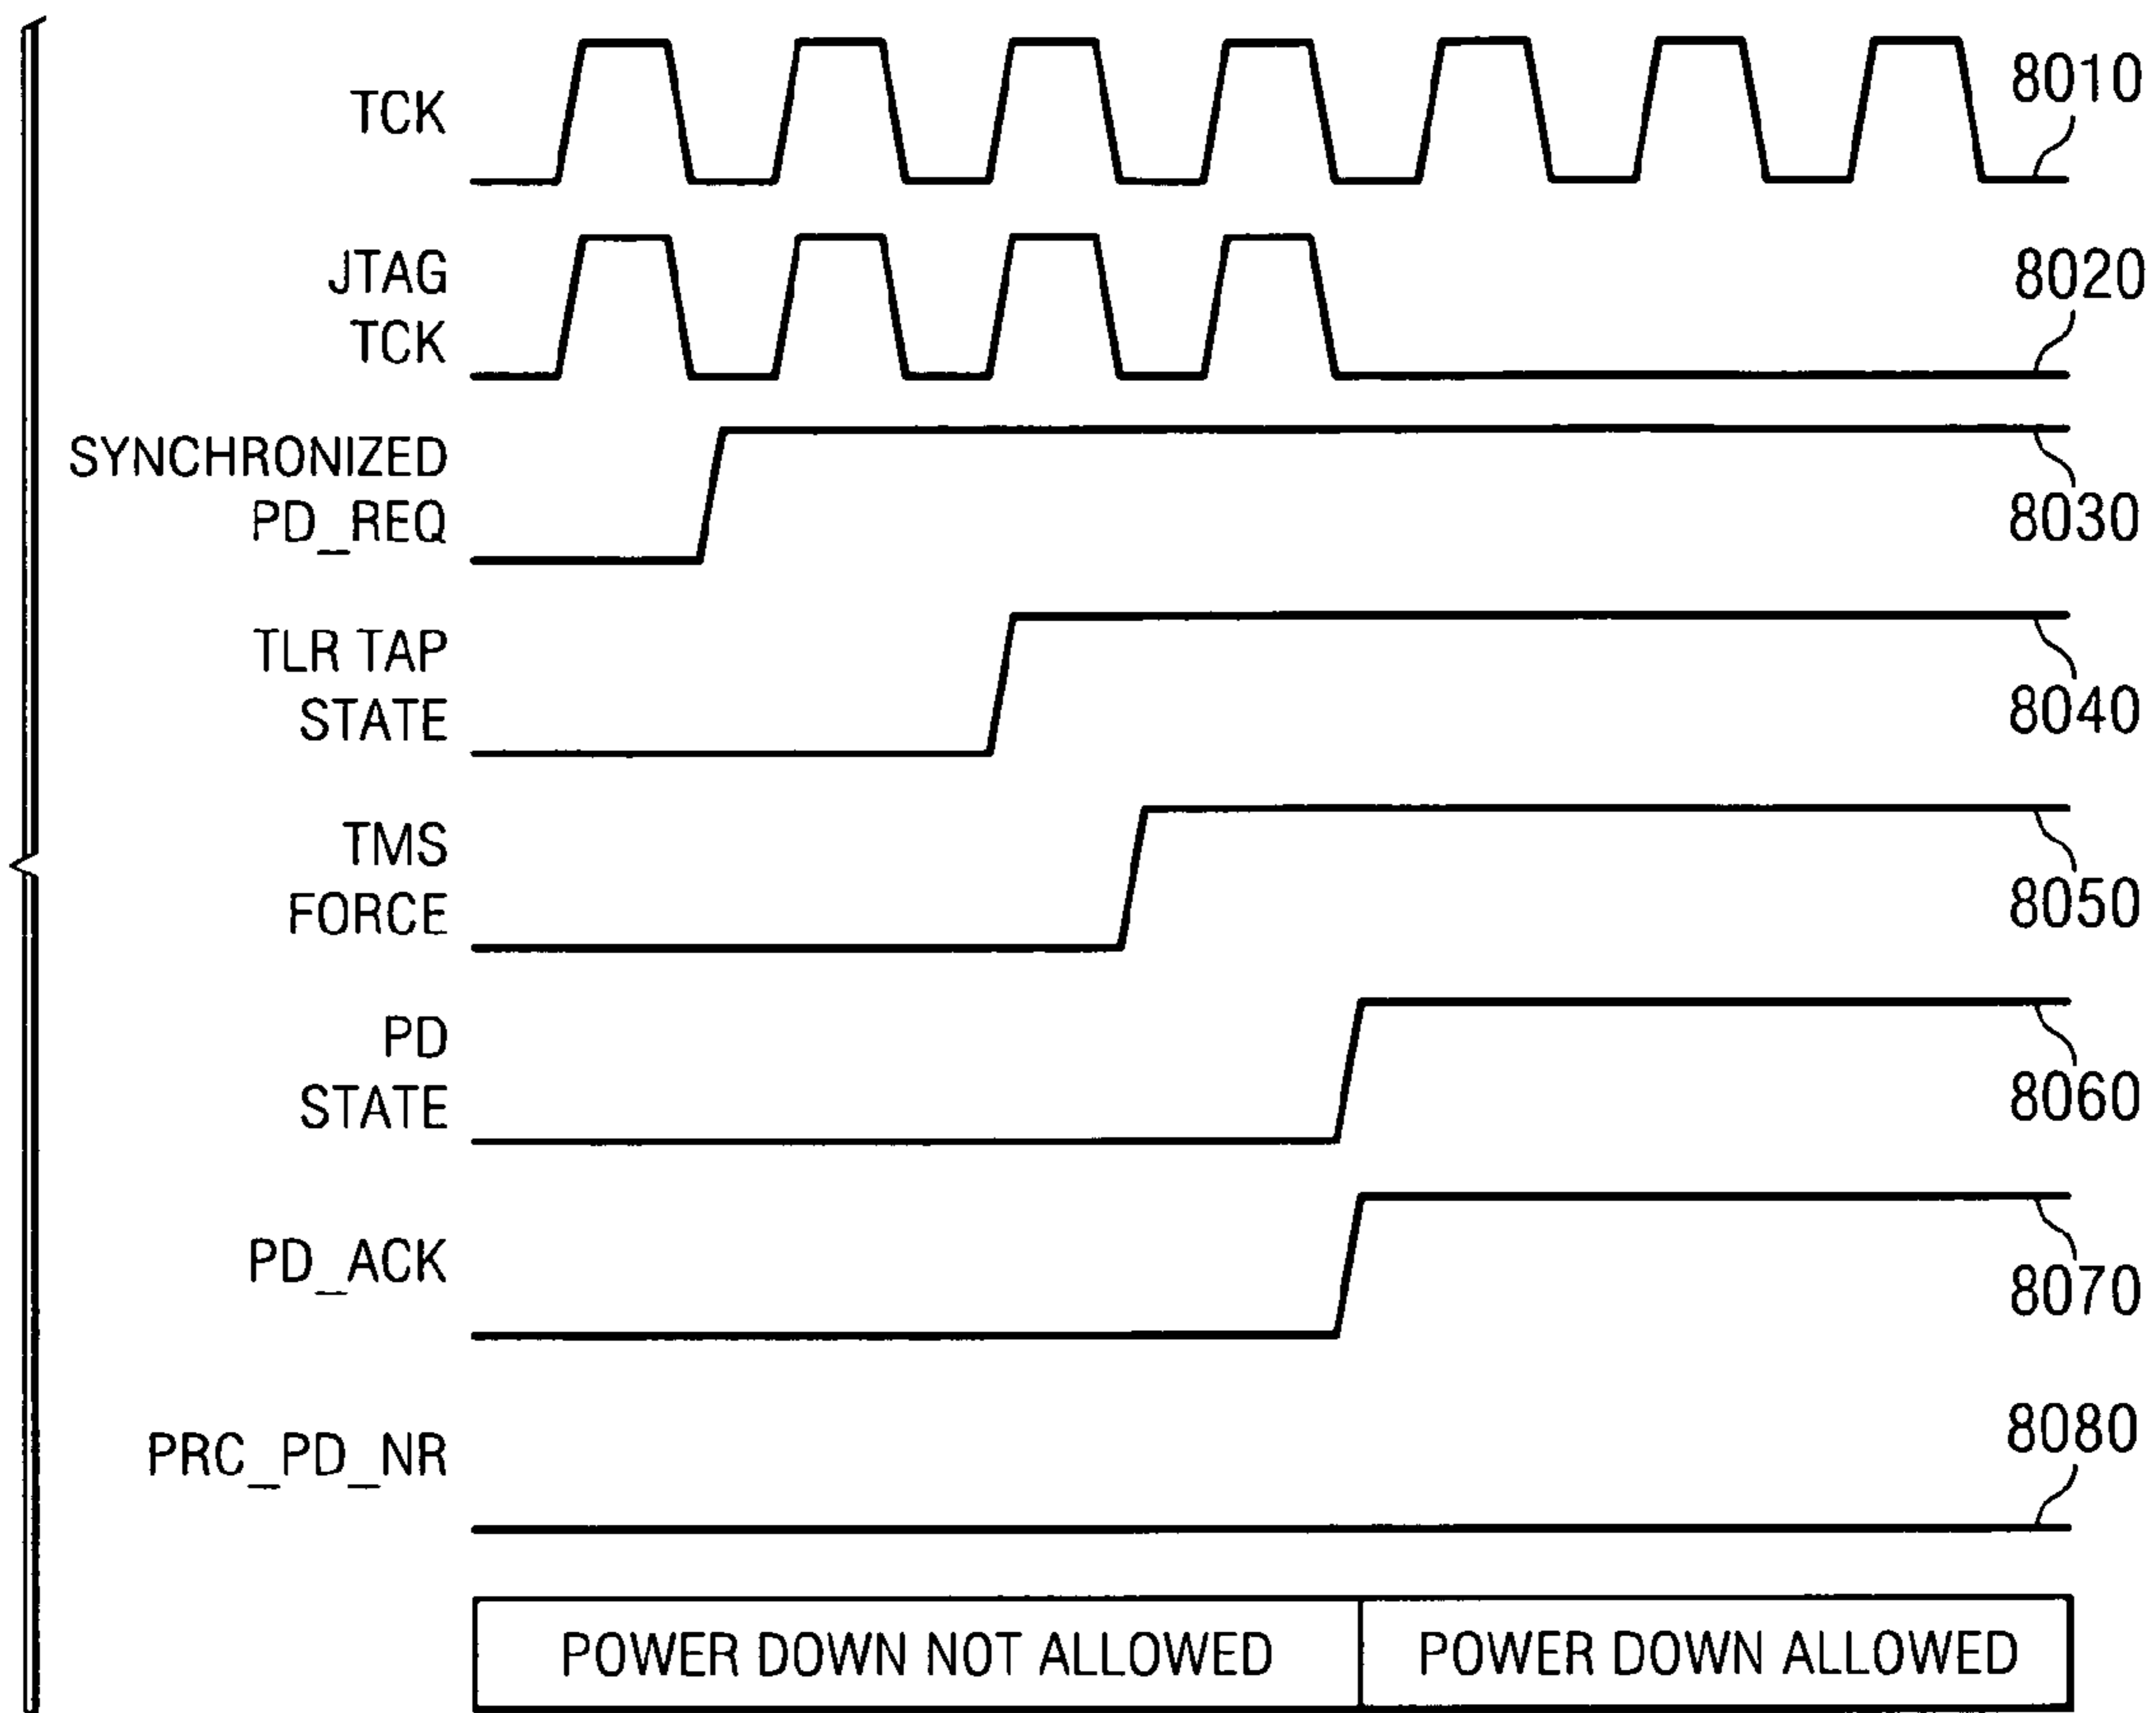 TCK
8010
JTAG
TCK
8020
SYNCHRONIZED
PD_REQ
8030
TLR TAP
STATE
8040
TMS
FORCE
8050
PD
STATE
8060
PD_ACK
8070
PRC_PD_NR
8080
POWER DOWN NOT ALLOWED
POWER DOWN ALLOWED